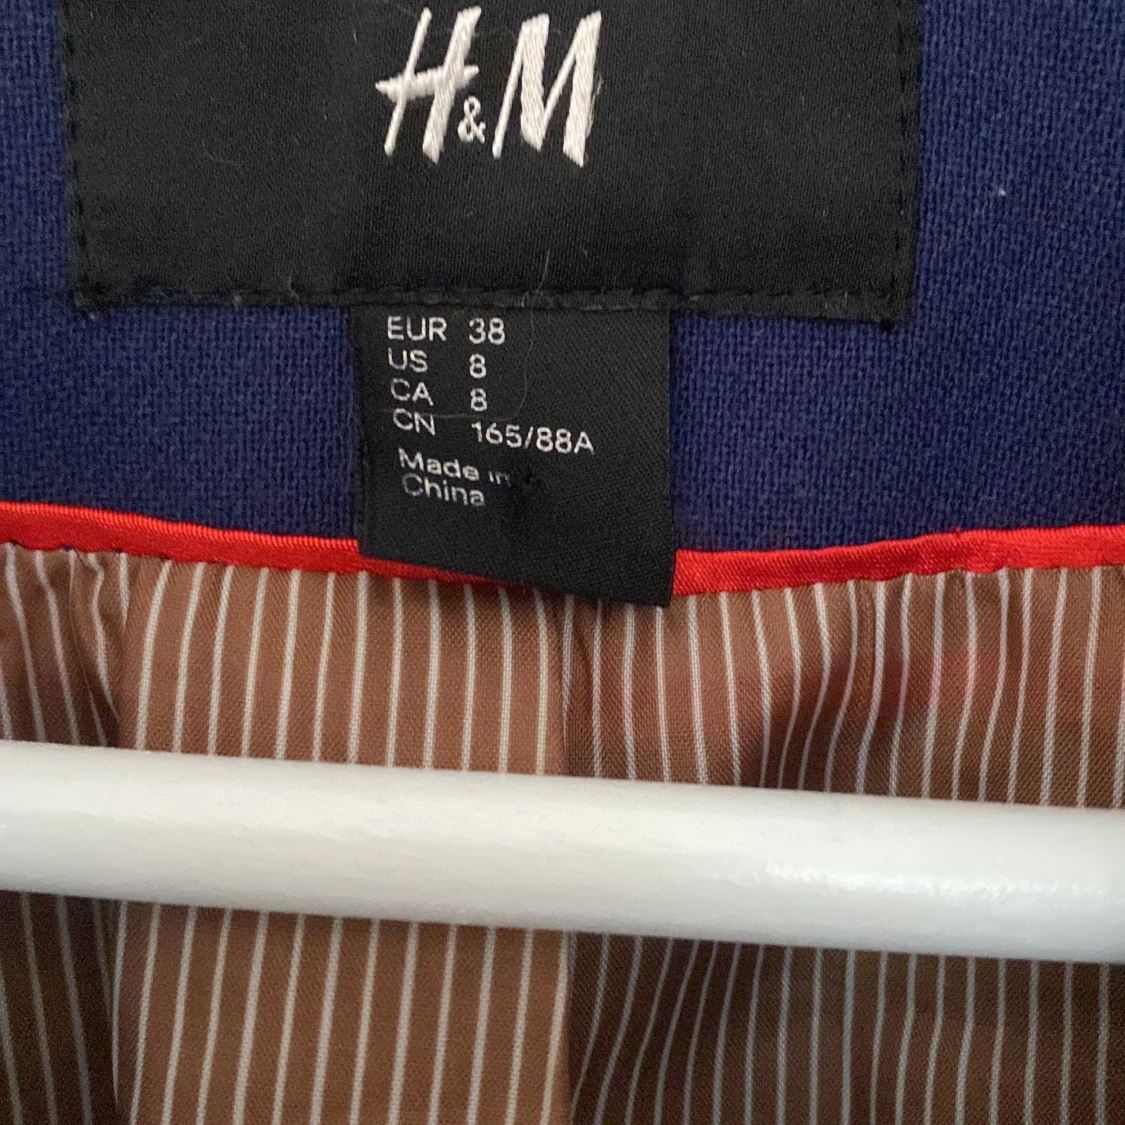 H&M
EUR 38
US 8
CA 8
CN 165/88A
Made in
China